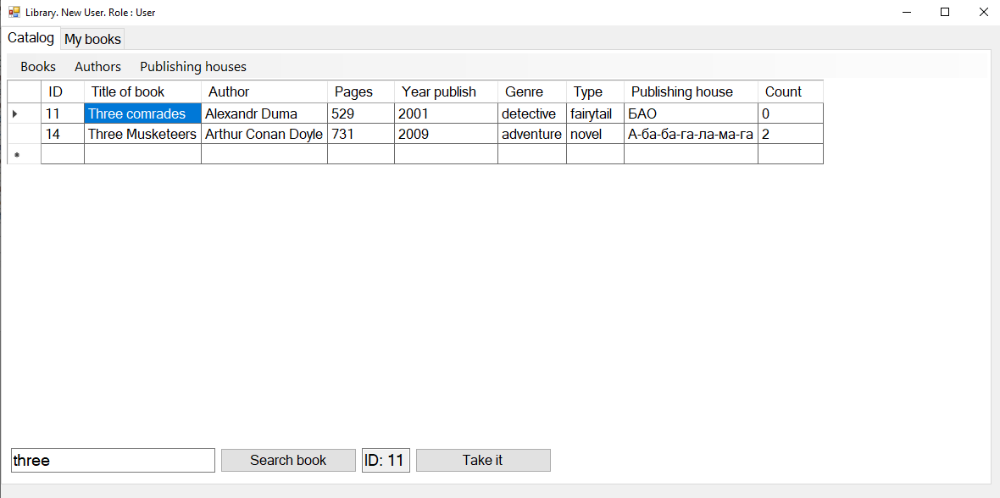 Library. New User. Role : User
Catalog My books
Books Authors Publishing houses
ID Title of book Author Pages Year publish Genre Type Publishing house Count
11 Three comrades Alexandr Duma 529 2001 detective fairytail БАО 0
14 Three Musketeers Arthur Conan Doyle 731 2009 adventure novel А-ба-ба-га-ла-ма-га 2
three Search book ID: 11 Take it